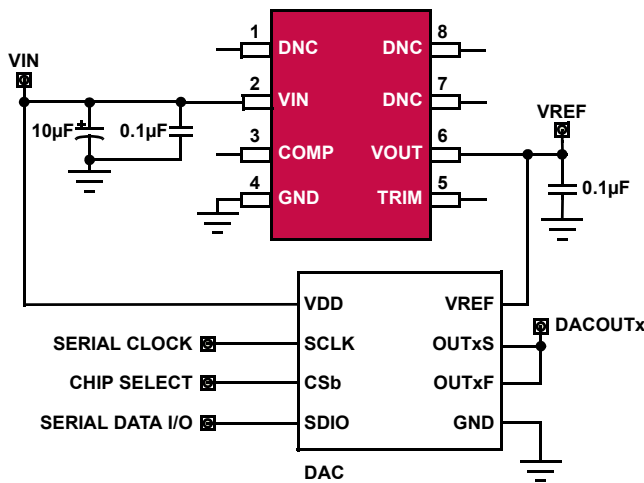 1
DNC
DNC
8
VIN
2
VIN
DNC
7
10µF
+
0.1µF
VREF
3
COMP
VOUT
6
4
GND
TRIM
5
0.1µF
VDD
VREF
DACOUTx
SERIAL CLOCK
SCLK
OUTxS
CHIP SELECT
CSb
OUTxF
SERIAL DATA I/O
SDIO
GND
DAC